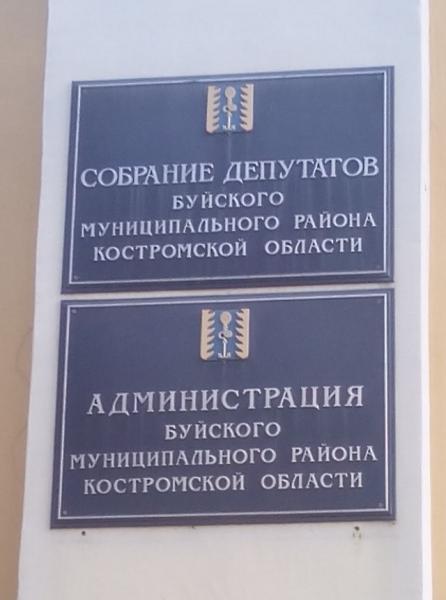 СОБРАНИЕ ДЕПУТАТОВ
БУЙСКОГО
МУНИЦИПАЛЬНОГО РАЙОНА
КОСТРОМСКОЙ ОБЛАСТИ
АДМИНИСТРАЦИЯ
БУЙСКОГО
МУНИЦИПАЛЬНОГО РАЙОНА
КОСТРОМСКОЙ ОБЛАСТИ